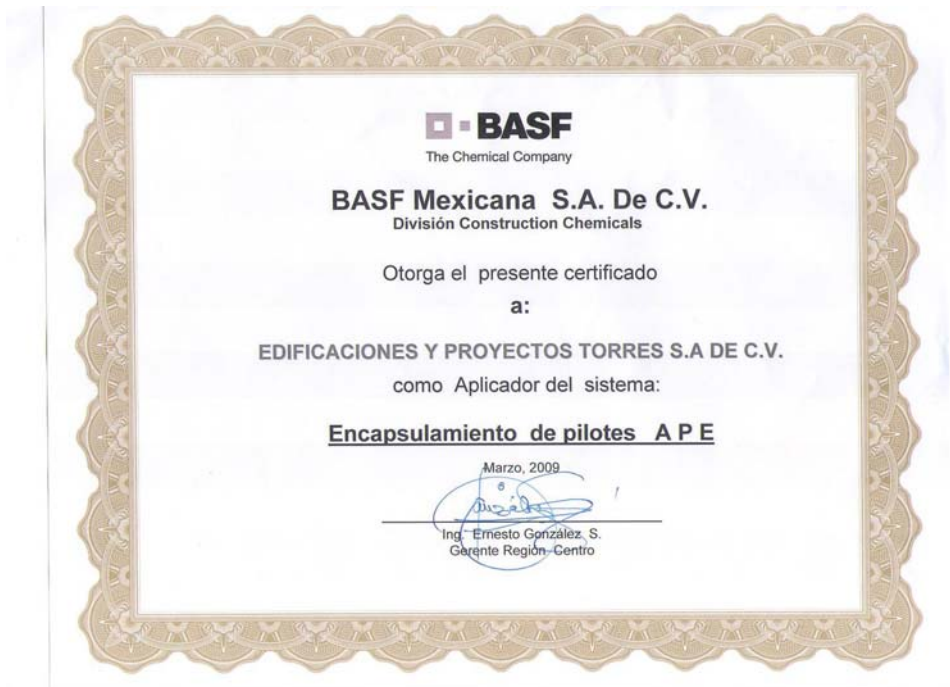 BASF
The Chemical Company
BASF Mexicana S.A. De C.V.
División Construction Chemicals
Otorga el presente certificado
a:
EDIFICACIONES Y PROYECTOS TORRES S.A DE C.V.
como Aplicador del sistema:
Encapsulamiento de pilotes A P E
Marzo, 2009
Ing. Ernesto González S.
Gerente Región Centro